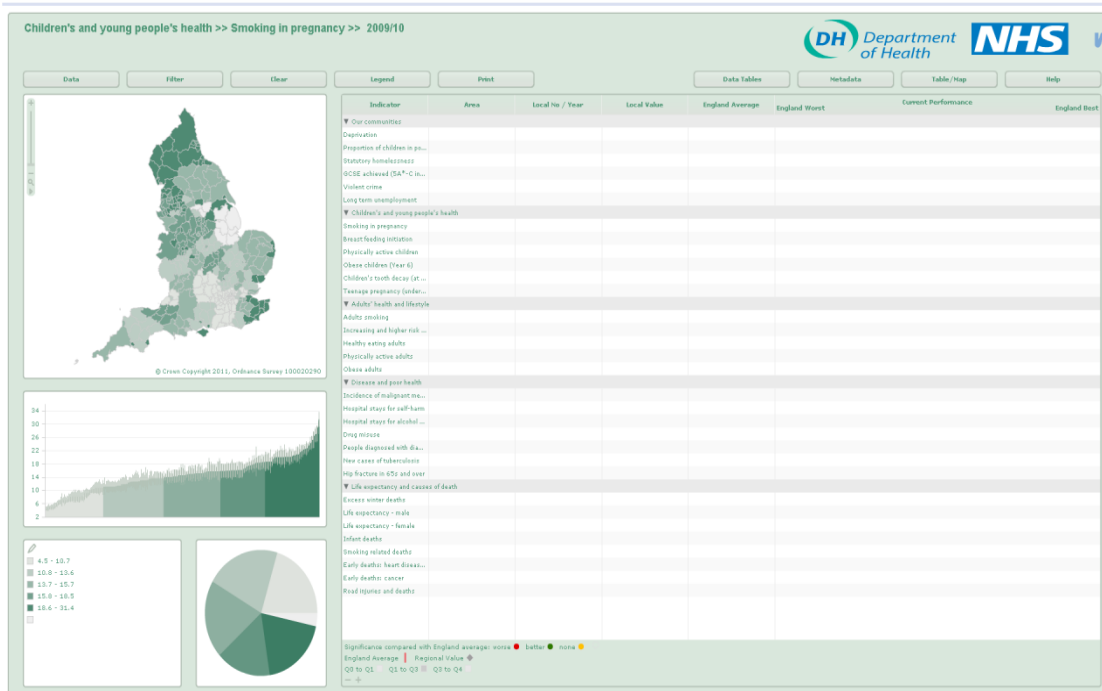 Children's and young people's health >> Smoking in pregnancy >> 2009/10
DH Department of Health
NHS
Data Filter Clear Legend Print Data Tables Metadata Table/Map Help
Indicator Area Local No / Year Local Value England Average England Worst Current Performance England Best
▼ Our communities
Deprivation
Proportion of children in po...
Statutory homelessness
GCSE achieved (5A*-C in...
Violent crime
Long term unemployment
▼ Children's and young people's health
Smoking in pregnancy
Breast feeding initiation
Physically active children
Obese children (Year 6)
Children's tooth decay (at ...
Teenage pregnancy (under...
▼ Adults' health and lifestyle
Adults smoking
Increasing and higher risk ...
Healthy eating adults
Physically active adults
Obese adults
▼ Disease and poor health
Incidence of malignant me...
Hospital stays for self-harm
Hospital stays for alcohol ...
Drug misuse
People diagnosed with dia...
New cases of tuberculosis
Hip fracture in 65s and over
▼ Life expectancy and causes of death
Excess winter deaths
Life expectancy - male
Life expectancy - female
Infant deaths
Smoking related deaths
Early deaths: heart diseas...
Early deaths: cancer
Road injuries and deaths
Significance compared with England average: worse better none
England Average Regional Value
Q0 to Q1 Q1 to Q3 Q3 to Q4
© Crown Copyright 2011, Ordnance Survey 100020290
34
30
26
22
18
14
10
6
2
4.5 - 10.7
10.8 - 13.6
13.7 - 15.7
15.8 - 18.5
18.6 - 31.4